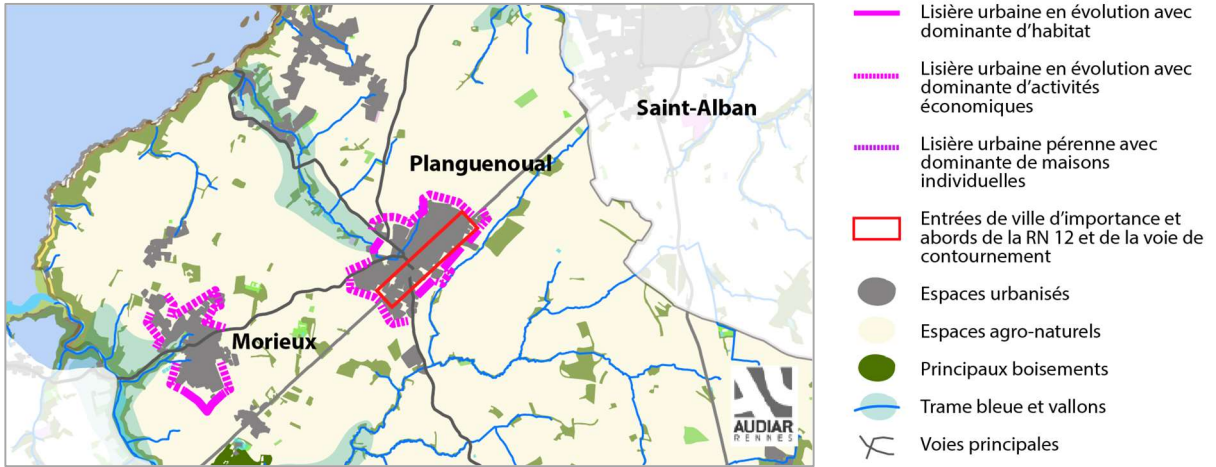 Saint-Alban
Planguenoual
Morieux
AUDIAR
RENNES
Lisière urbaine en évolution avec
dominante d'habitat
Lisière urbaine en évolution avec
dominante d'activités
économiques
Lisière urbaine pérenne avec
dominante de maisons
individuelles
Entrées de ville d'importance et
abords de la RN 12 et de la voie de
contournement
Espaces urbanisés
Espaces agro-naturels
Principaux boisements
Trame bleue et vallons
Voies principales